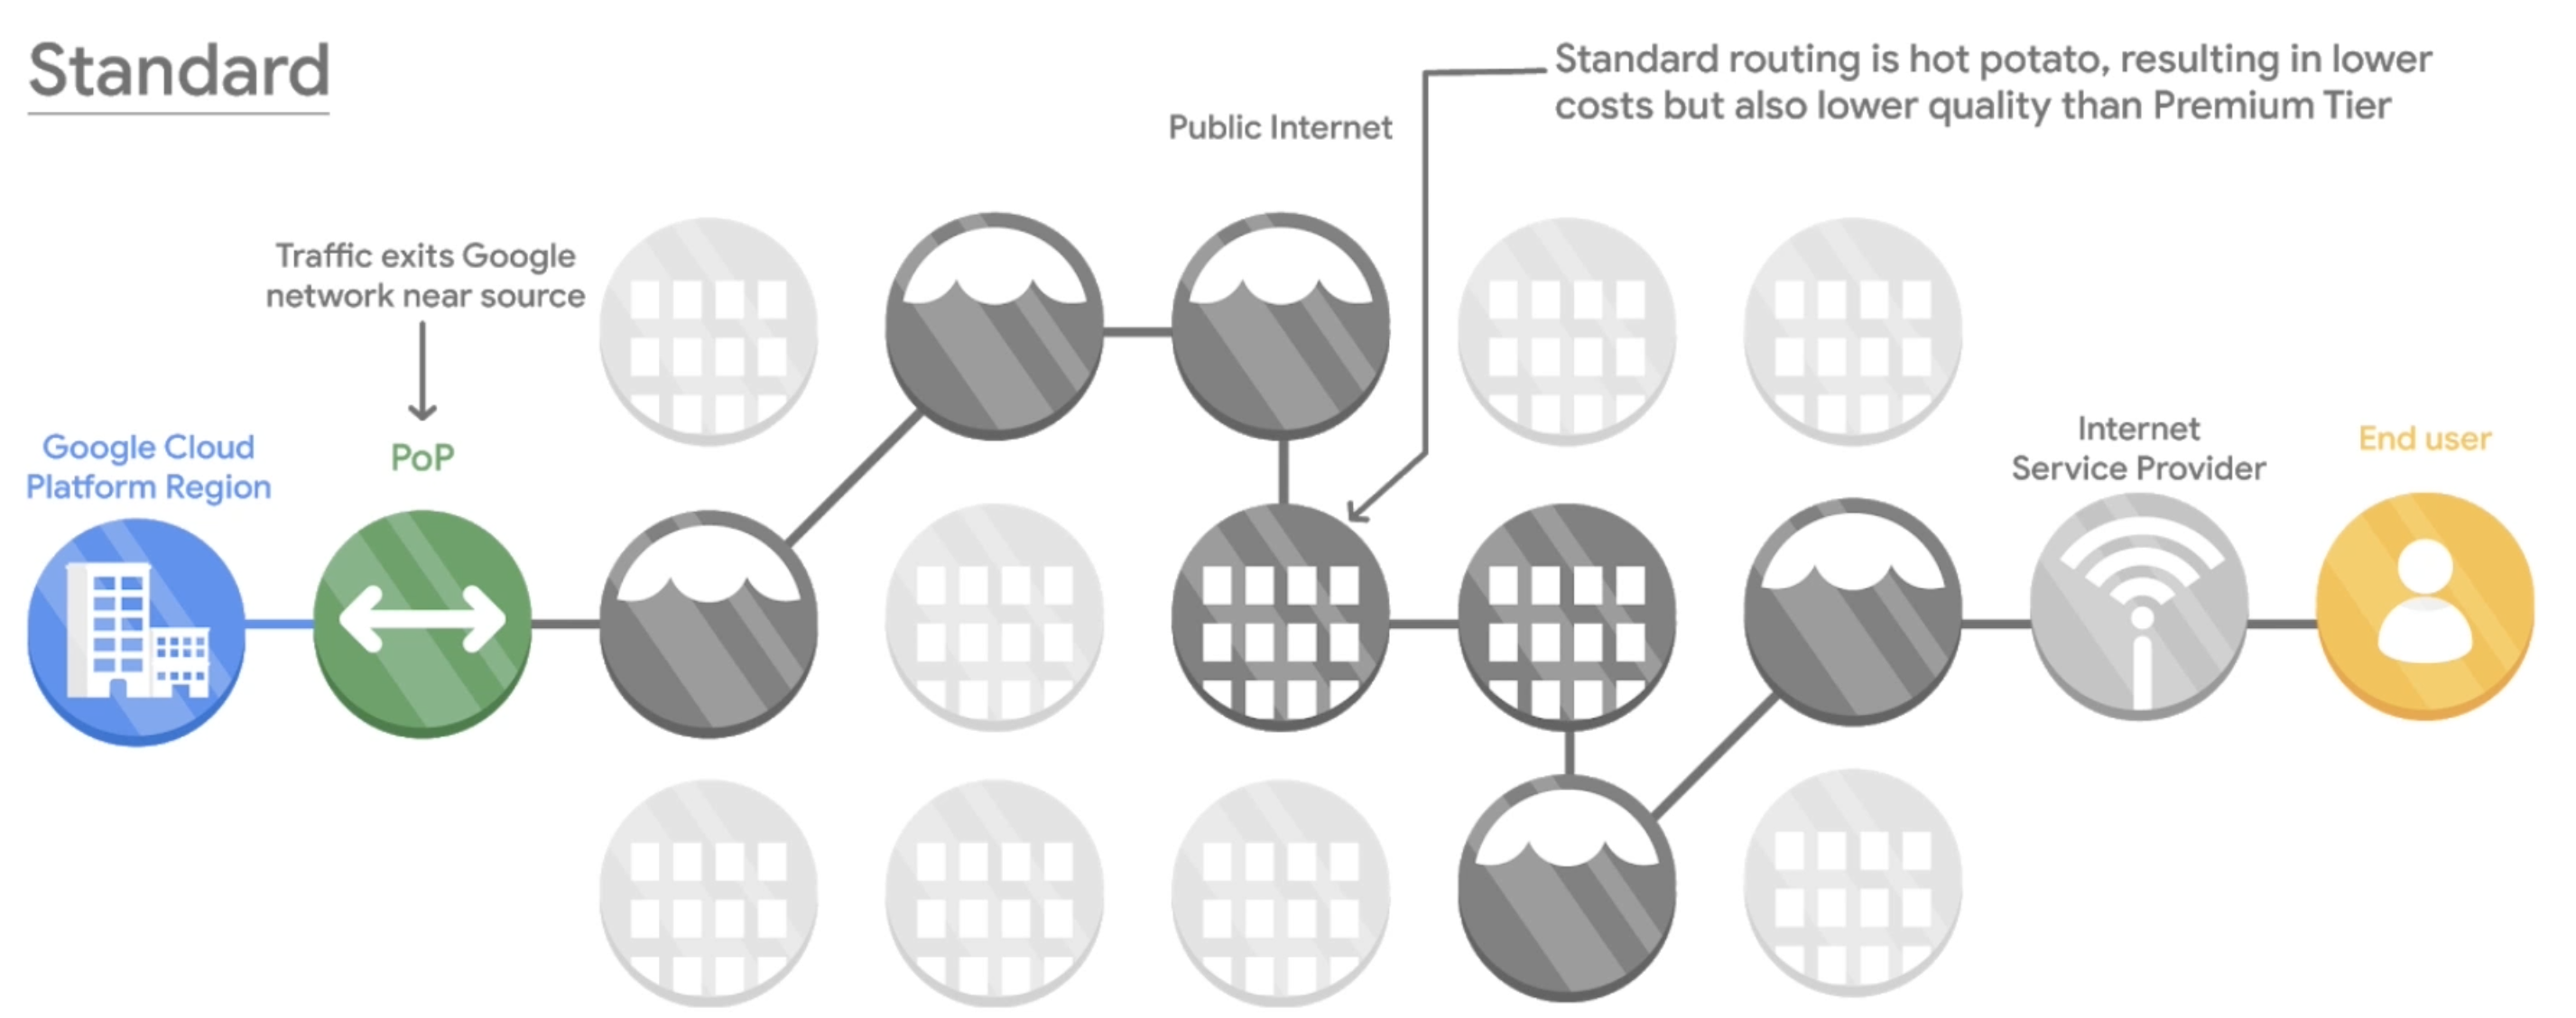 Standard
Standard routing is hot potato, resulting in lower
costs but also lower quality than Premium Tier
Public Internet
Traffic exits Google
network near source
Google Cloud
Platform Region
PoP
Internet
Service Provider
End user